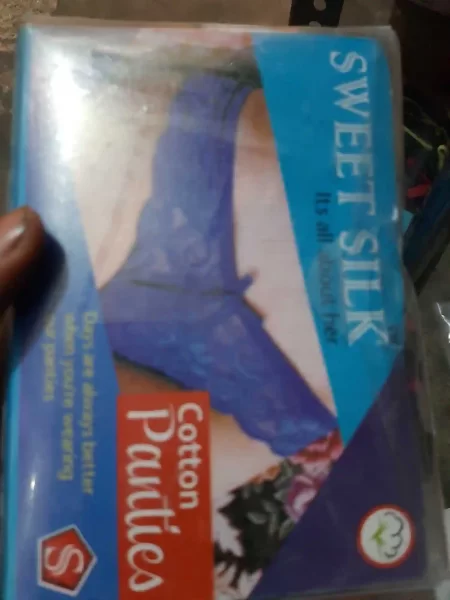 SWEET SILK
Its all about her
Cotton
Panties
Days are always better
when you're wearing
our panties
S